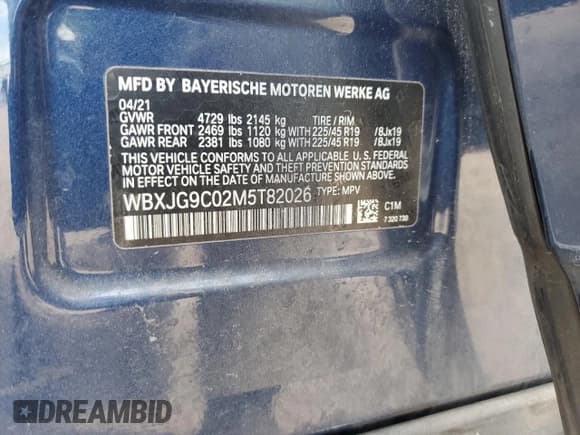 MFD BY BAYERISCHE MOTOREN WERKE AG
04/21
GVWR 4729 lbs 2145 kg TIRE / RIM
GAWR FRONT 2469 lbs 1120 kg WITH 225/45 R19 /8Jx19
GAWR REAR 2381 lbs 1080 kg WITH 225/45 R19 /8Jx19
THIS VEHICLE CONFORMS TO ALL APPLICABLE U. S. FEDERAL
MOTOR VEHICLE SAFETY AND THEFT PREVENTION STANDARDS
IN EFFECT ON THE DATE OF MANUFACTURE SHOWN ABOVE.
WBXJG9C02M5T82026 TYPE: MPV
C1M
7 320 730
DREAMBID